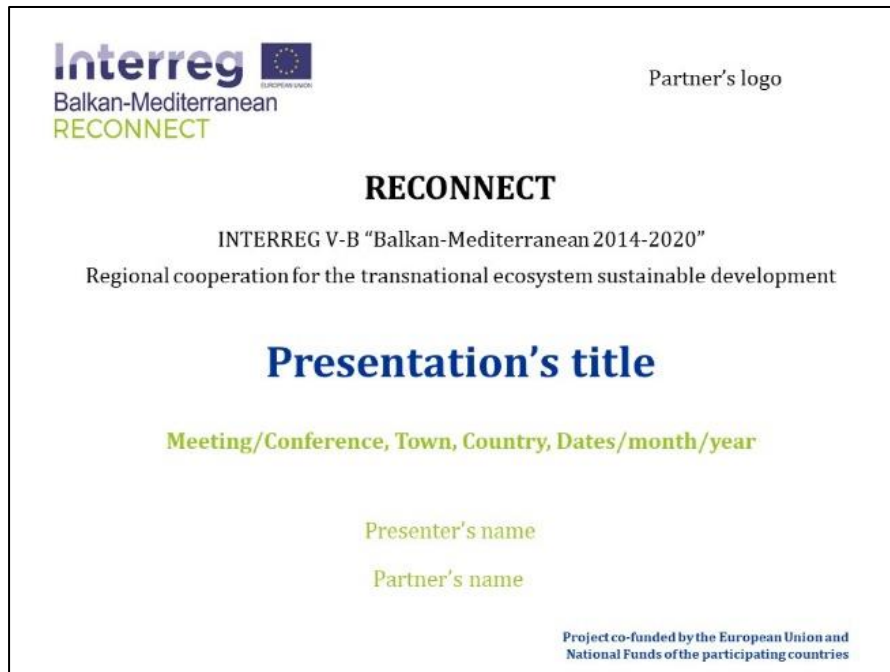 Interreg
EUROPEAN UNION
Balkan-Mediterranean
RECONNECT
Partner’s logo
RECONNECT
INTERREG V-B “Balkan-Mediterranean 2014-2020”
Regional cooperation for the transnational ecosystem sustainable development
Presentation’s title
Meeting/Conference, Town, Country, Dates/month/year
Presenter’s name
Partner’s name
Project co-funded by the European Union and
National Funds of the participating countries